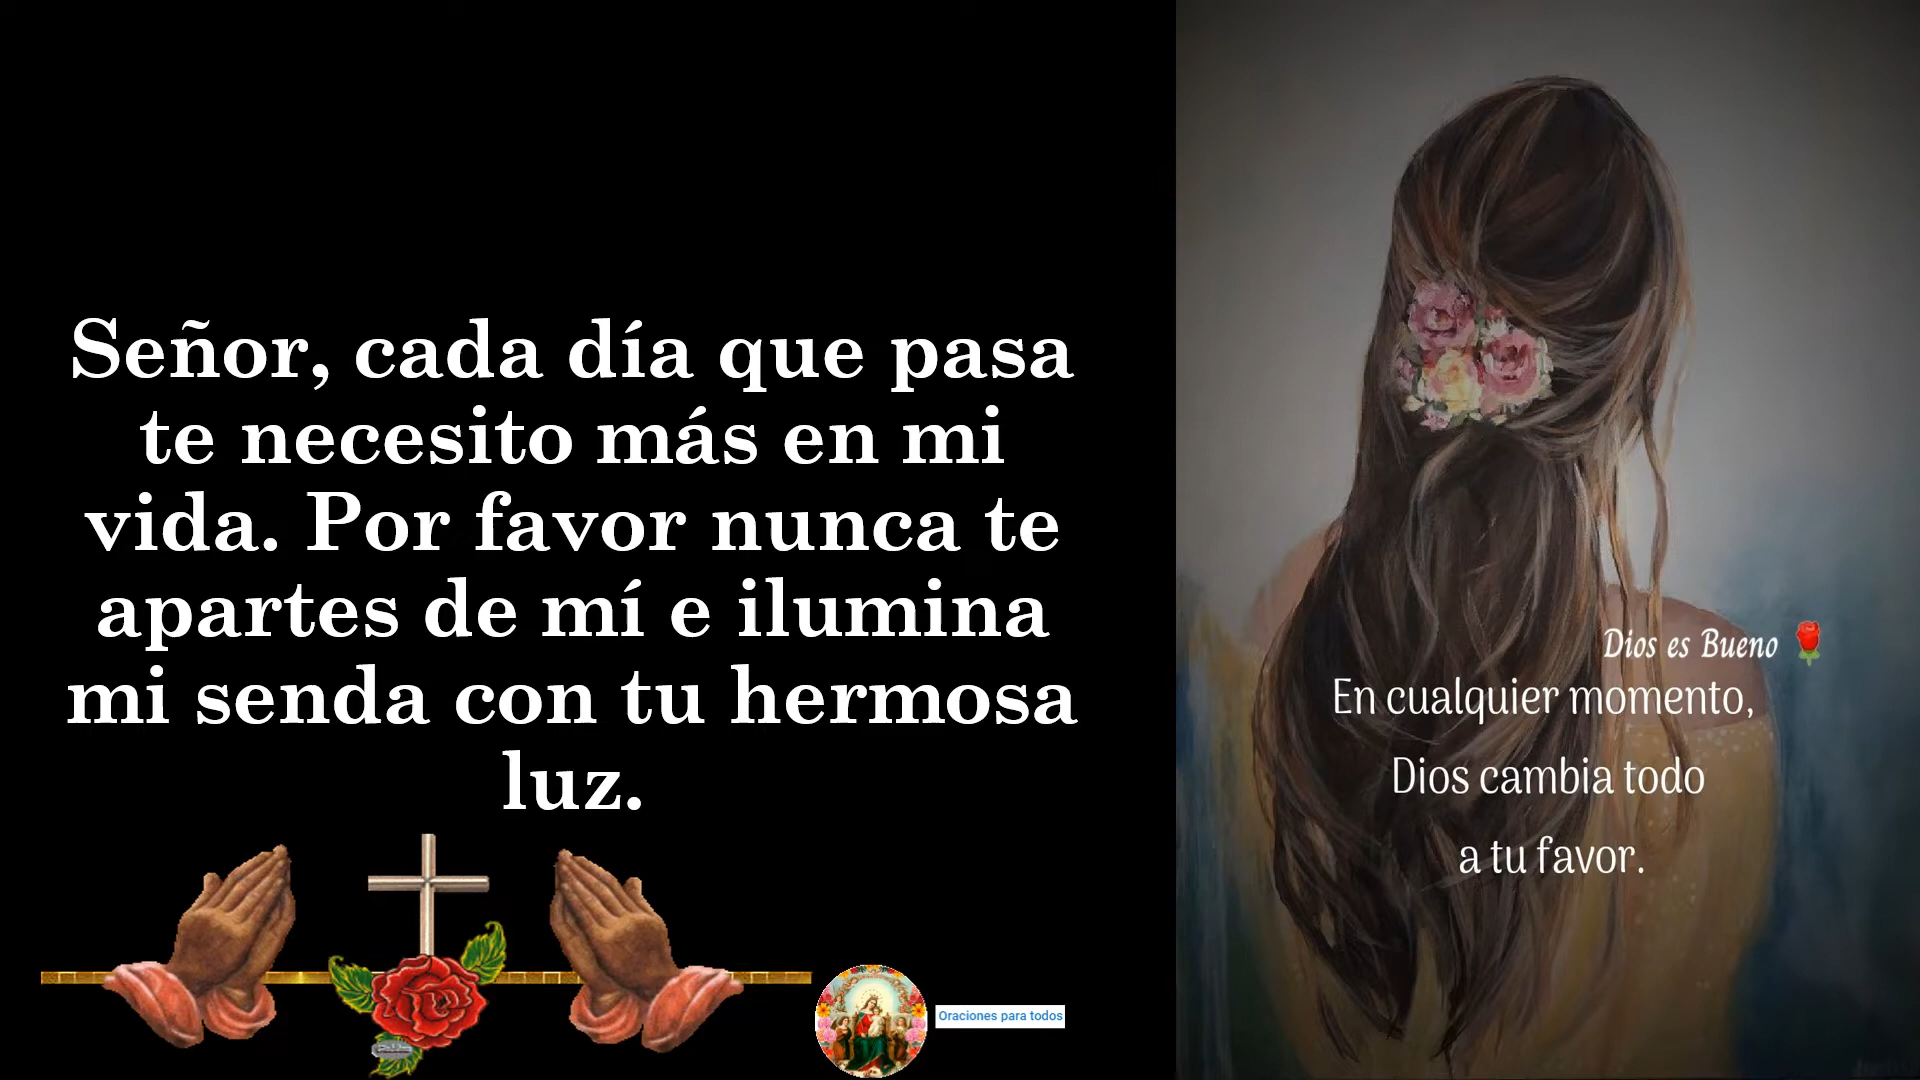 Señor, cada día que pasa
te necesito más en mi
vida. Por favor nunca te
apartes de mí e ilumina
mi senda con tu hermosa
luz.
Oraciones para todos
Dios es Bueno
En cualquier momento,
Dios cambia todo
a tu favor.